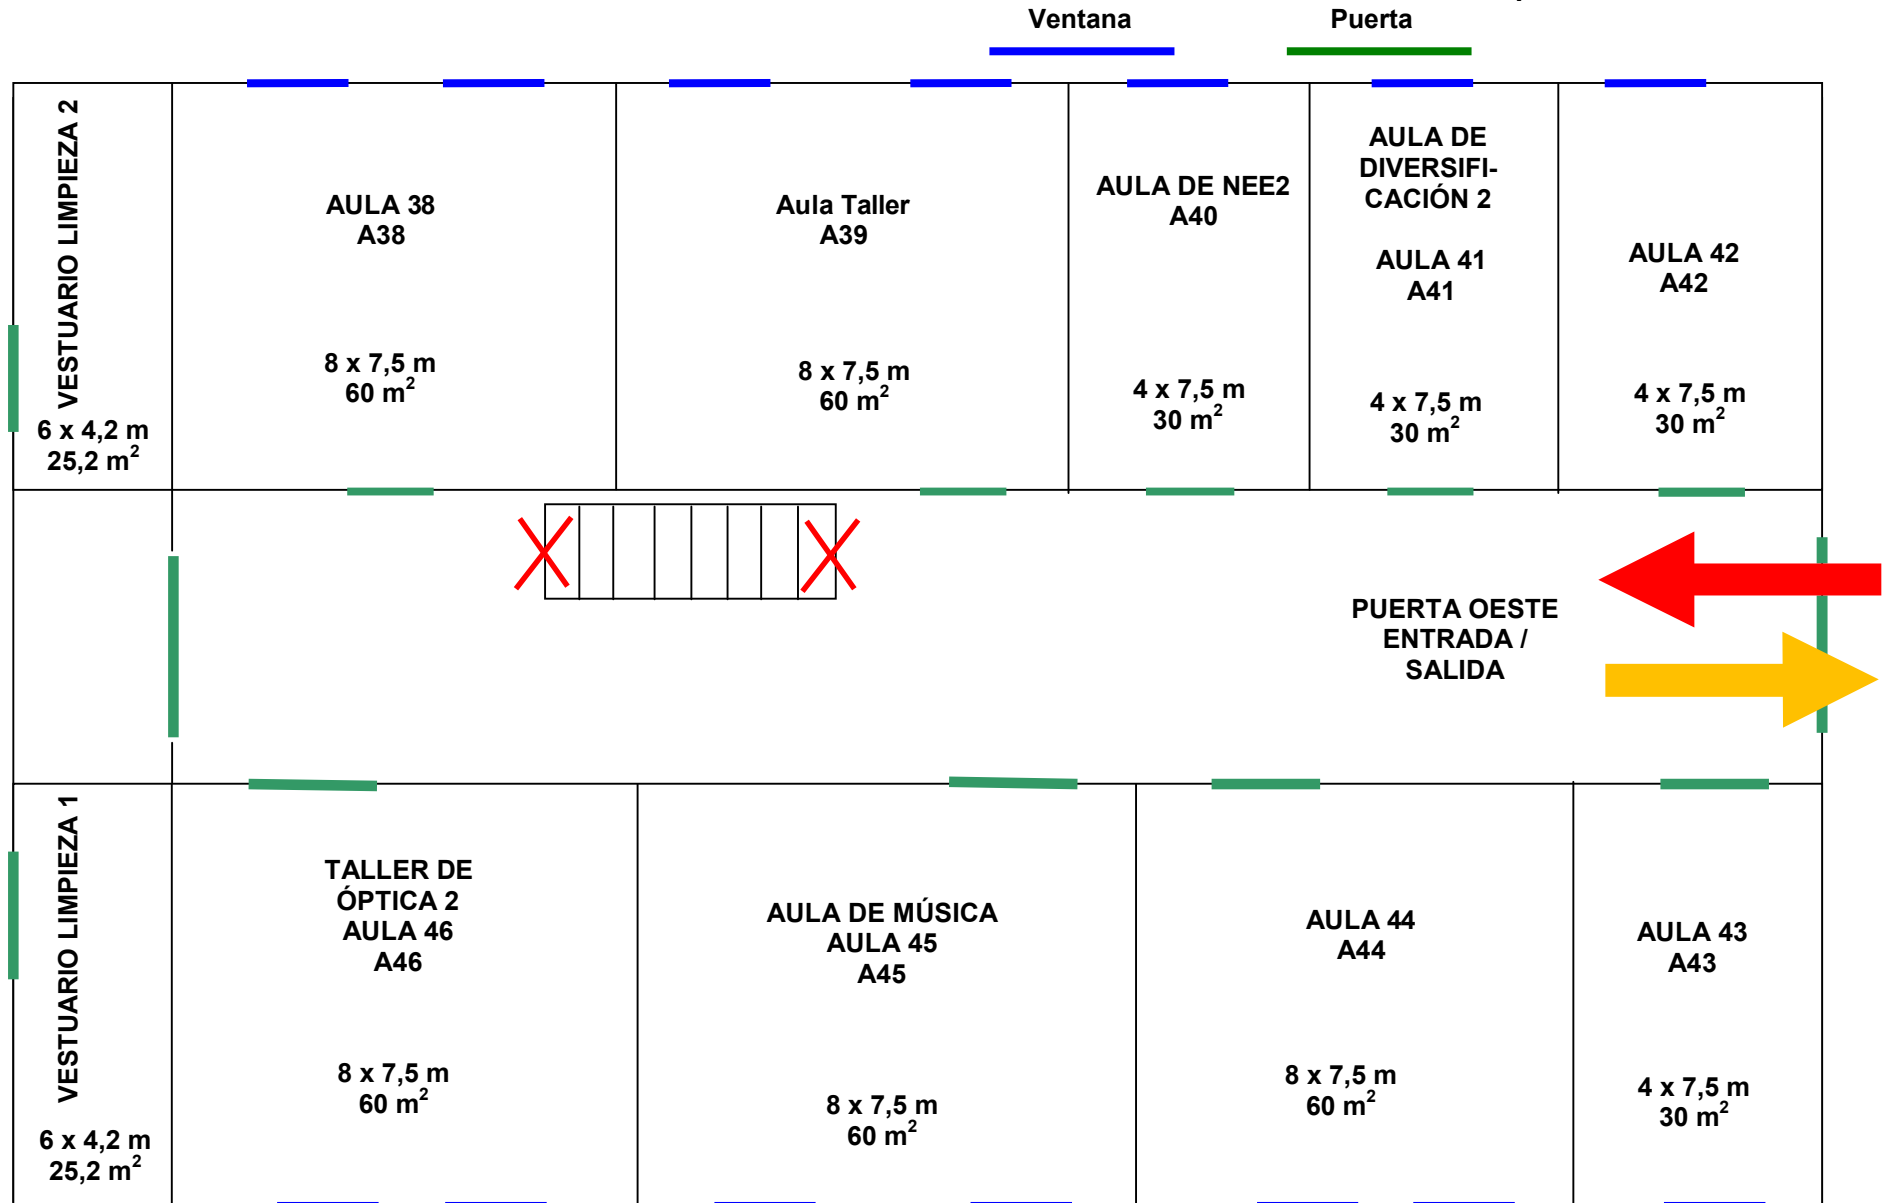 Ventana
Puerta
VESTUARIO LIMPIEZA 2
6 x 4,2 m
25,2 m²
AULA 38
A38
8 x 7,5 m
60 m²
Aula Taller
A39
8 x 7,5 m
60 m²
AULA DE NEE2
A40
4 x 7,5 m
30 m²
AULA DE
DIVERSIFI-
CACIÓN 2
AULA 41
A41
4 x 7,5 m
30 m²
AULA 42
A42
4 x 7,5 m
30 m²
PUERTA OESTE
ENTRADA /
SALIDA
VESTUARIO LIMPIEZA 1
6 x 4,2 m
25,2 m²
TALLER DE
ÓPTICA 2
AULA 46
A46
8 x 7,5 m
60 m²
AULA DE MÚSICA
AULA 45
A45
8 x 7,5 m
60 m²
AULA 44
A44
8 x 7,5 m
60 m²
AULA 43
A43
4 x 7,5 m
30 m²